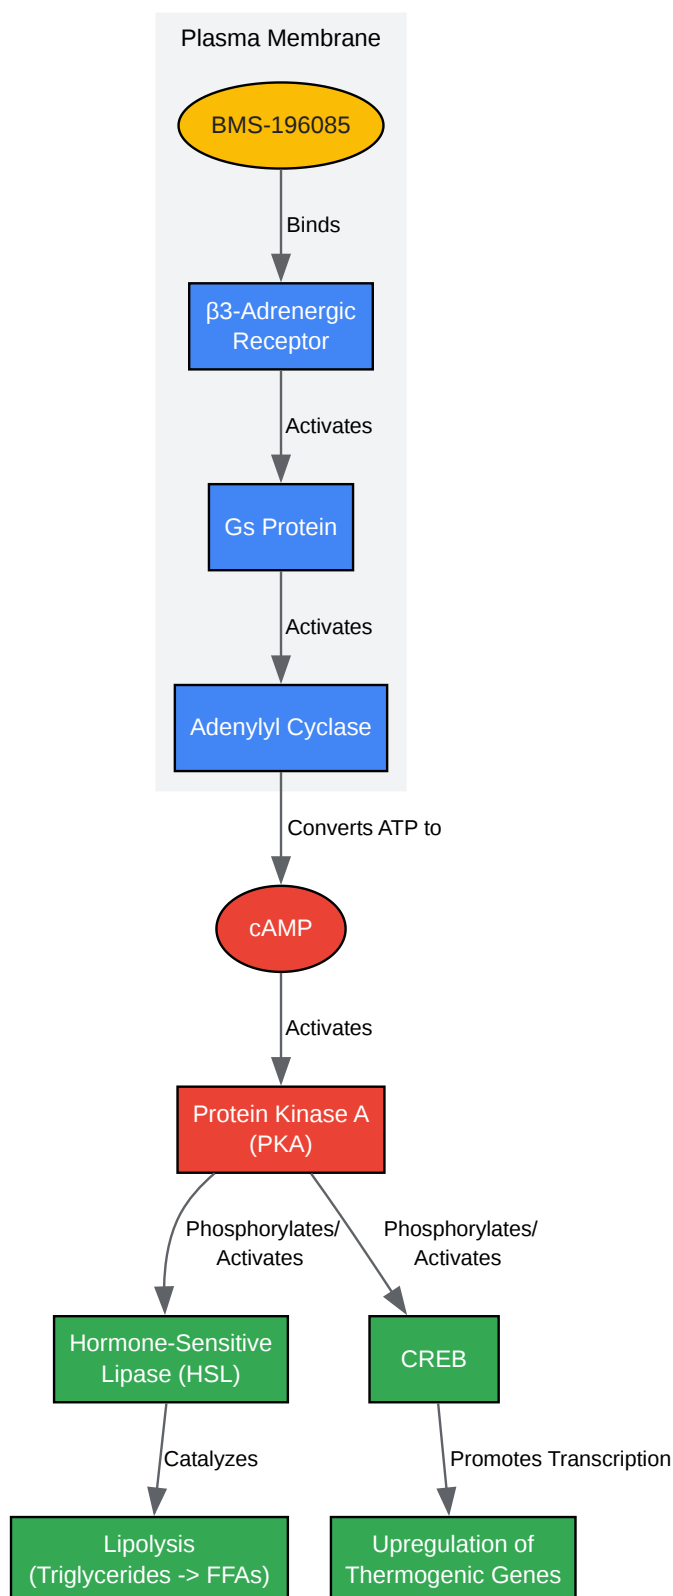 Plasma Membrane
BMS-196085
Binds
β3-Adrenergic
Receptor
Activates
Gs Protein
Activates
Adenylyl Cyclase
Converts ATP to
cAMP
Activates
Protein Kinase A
(PKA)
Phosphorylates/
Activates
Phosphorylates/
Activates
Hormone-Sensitive
Lipase (HSL)
CREB
Catalyzes
Promotes Transcription
Lipolysis
(Triglycerides -> FFAs)
Upregulation of
Thermogenic Genes